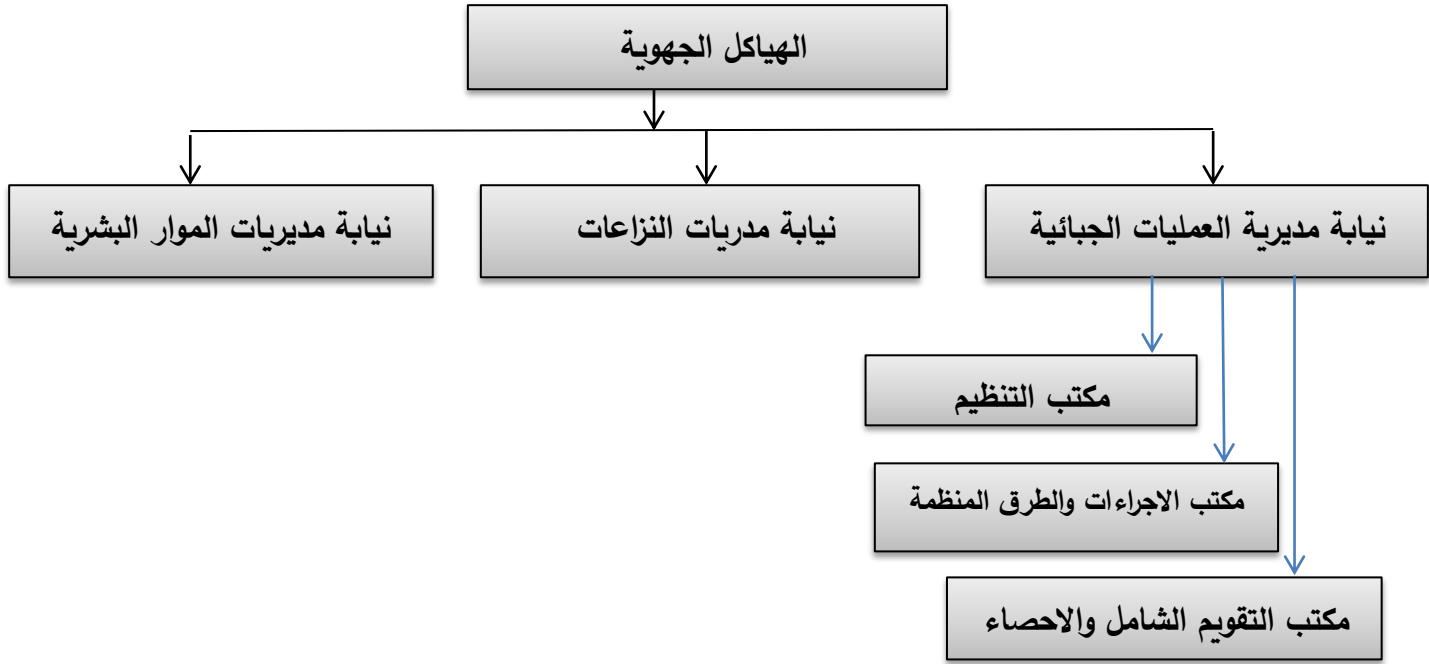 الهياكل الجهوية
نيابة مديرية العمليات الجبائية
نيابة مدريات النزاعات
نيابة مديريات الموار البشرية
مكتب التنظيم
مكتب الاجراءات والطرق المنظمة
مكتب التقويم الشامل والاحصاء